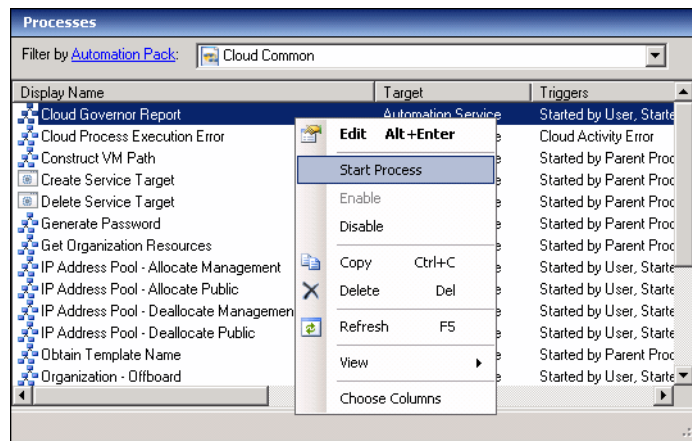 Processes
Filter by Automation Pack: Cloud Common
Display Name Target Triggers
Cloud Governor Report Automation Service Started by User, Starte
Cloud Process Execution Error Cloud Activity Error
Construct VM Path Started by Parent Proc
Create Service Target Started by Parent Proc
Delete Service Target Started by Parent Proc
Generate Password Started by Parent Proc
Get Organization Resources Started by Parent Proc
IP Address Pool - Allocate Management Started by User, Starte
IP Address Pool - Allocate Public Started by User, Starte
IP Address Pool - Deallocate Managemen Started by User, Starte
IP Address Pool - Deallocate Public Started by User, Starte
Obtain Template Name Started by Parent Proc
Organization - Offboard Started by User, Starte
Edit Alt+Enter
Start Process
Enable
Disable
Copy Ctrl+C
Delete Del
Refresh F5
View
Choose Columns